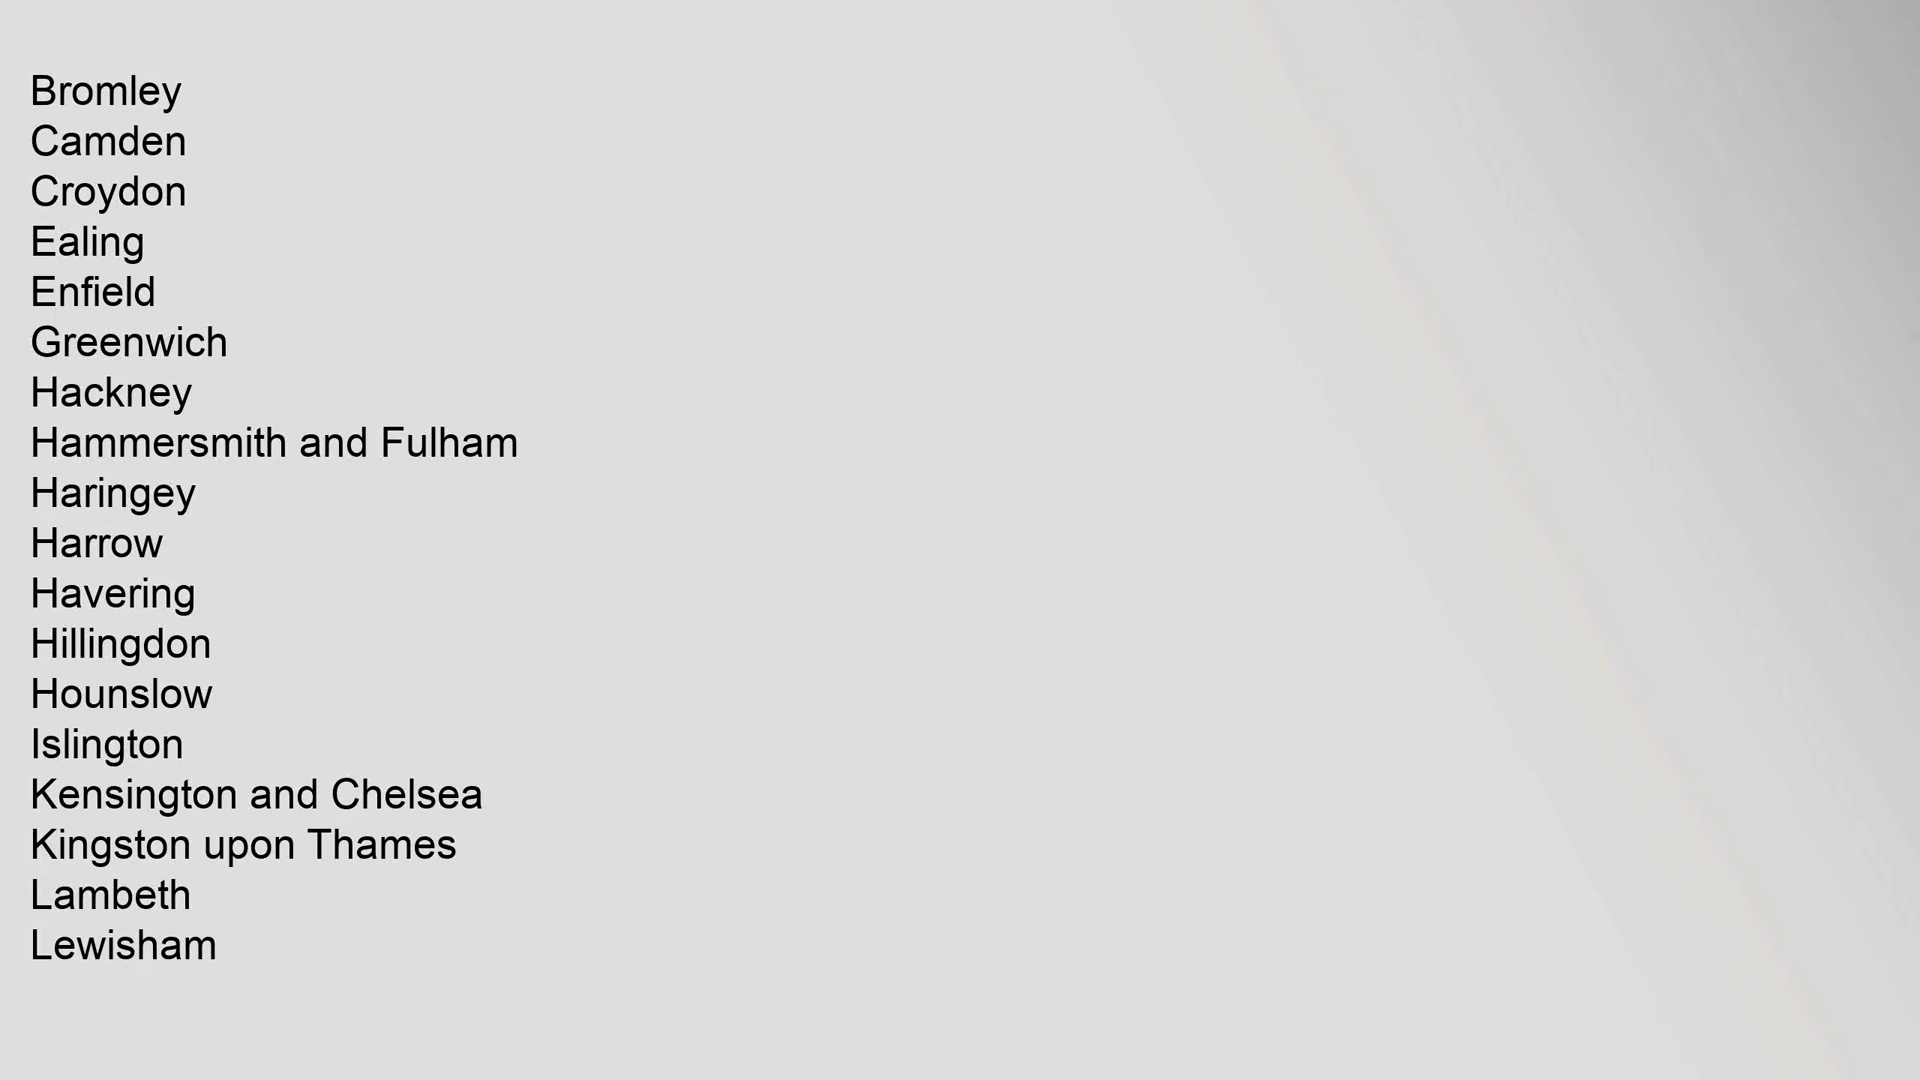 Bromley
Camden
Croydon
Ealing
Enfield
Greenwich
Hackney
Hammersmith and Fulham
Haringey
Harrow
Havering
Hillingdon
Hounslow
Islington
Kensington and Chelsea
Kingston upon Thames
Lambeth
Lewisham